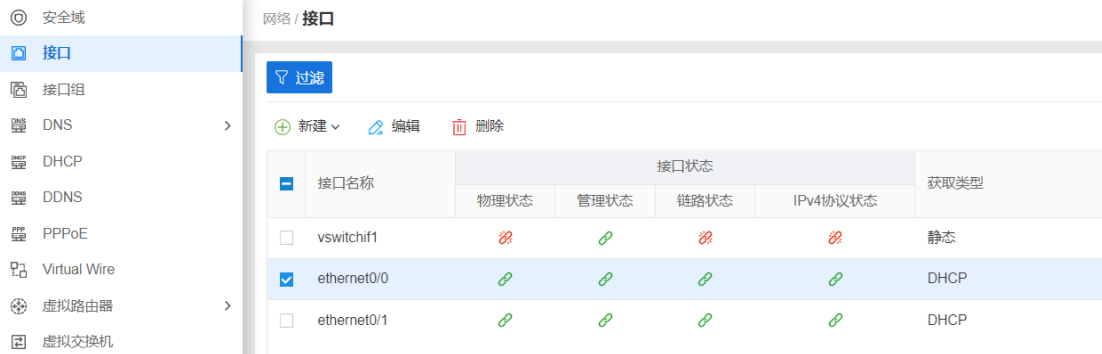 安全域
接口
接口组
DNS
DNS
DHCP
DHCP
DDNS
DDNS
PPP
PPPoE
Virtual Wire
虚拟路由器
虚拟交换机
网络 / 接口
过滤
新建 编辑 删除
接口名称 接口状态 获取类型
物理状态 管理状态 链路状态 IPv4协议状态
vswitchif1 静态
ethernet0/0 DHCP
ethernet0/1 DHCP